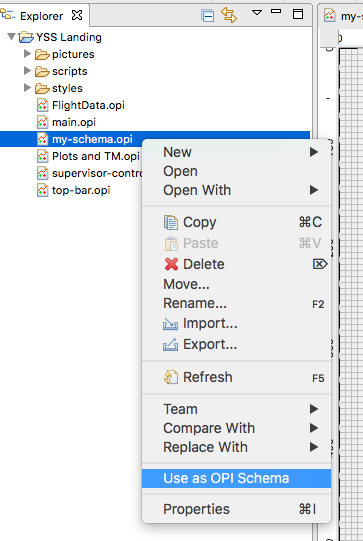 Explorer
my-s
YSS Landing
pictures
scripts
styles
FlightData.opi
main.opi
my-schema.opi
Plots and TM.opi
supervisor-contro
top-bar.opi
New
Open
Open With
Copy ⌘C
Paste ⌘V
Delete ⌦
Move...
Rename... F2
Import...
Export...
Refresh F5
Team
Compare With
Replace With
Use as OPI Schema
Properties ⌘I